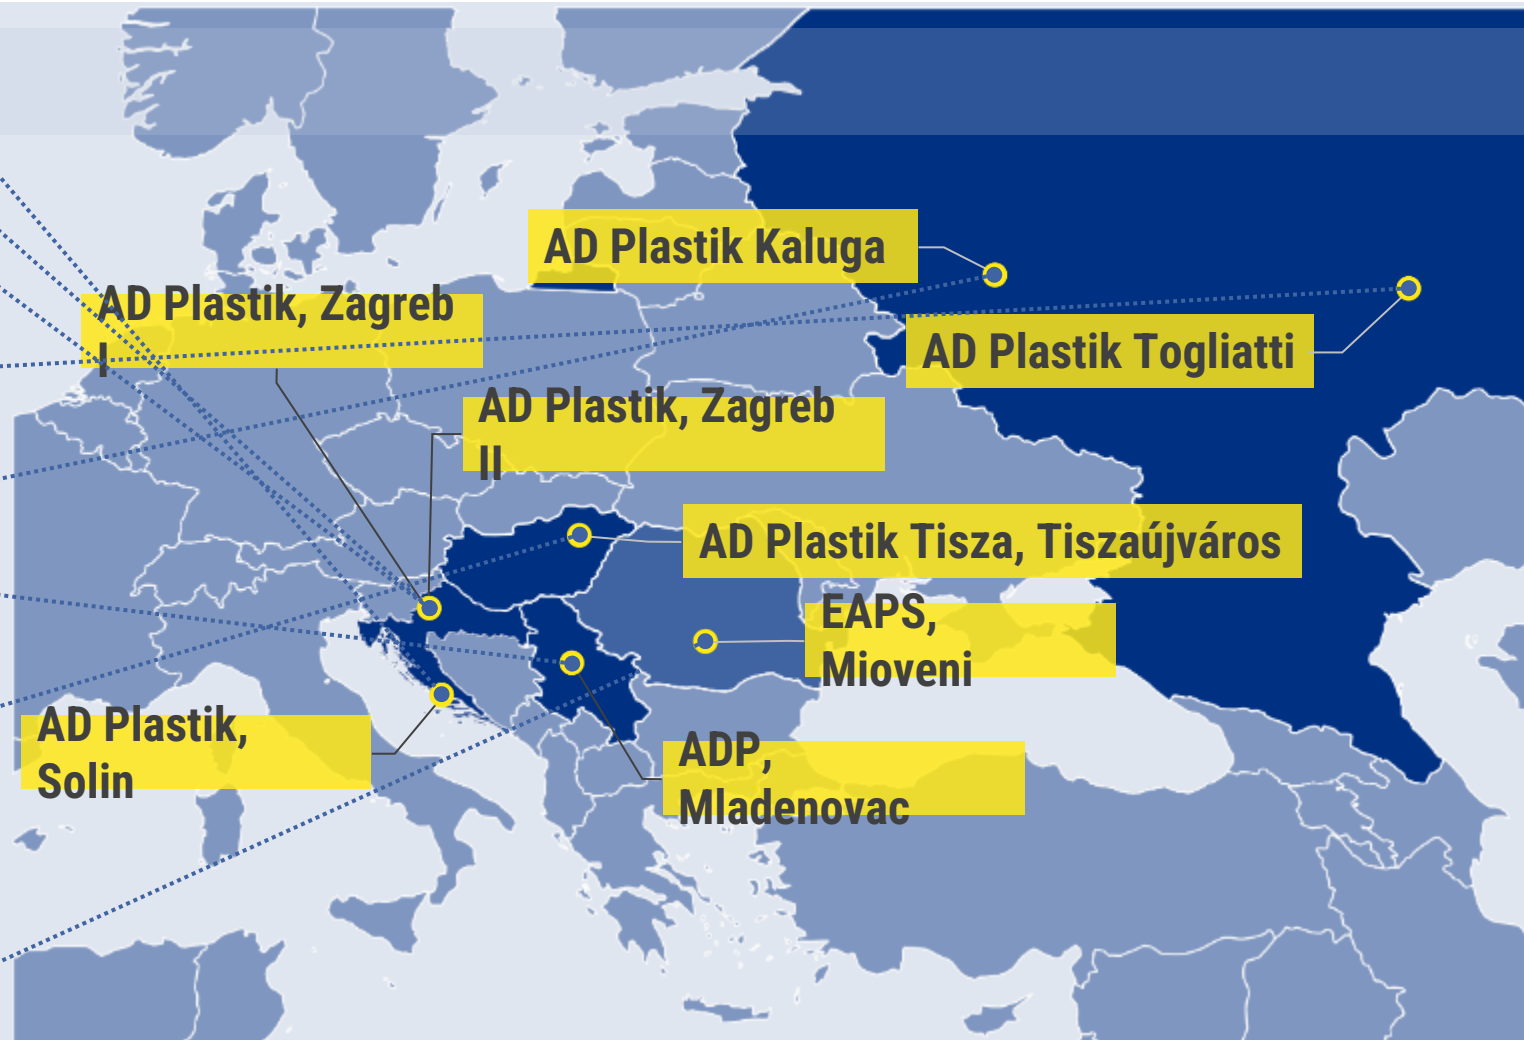 AD Plastik Kaluga
AD Plastik, Zagreb
I
AD Plastik Togliatti
AD Plastik, Zagreb
II
AD Plastik Tisza, Tiszaújváros
EAPS,
Mioveni
AD Plastik,
Solin
ADP,
Mladenovac